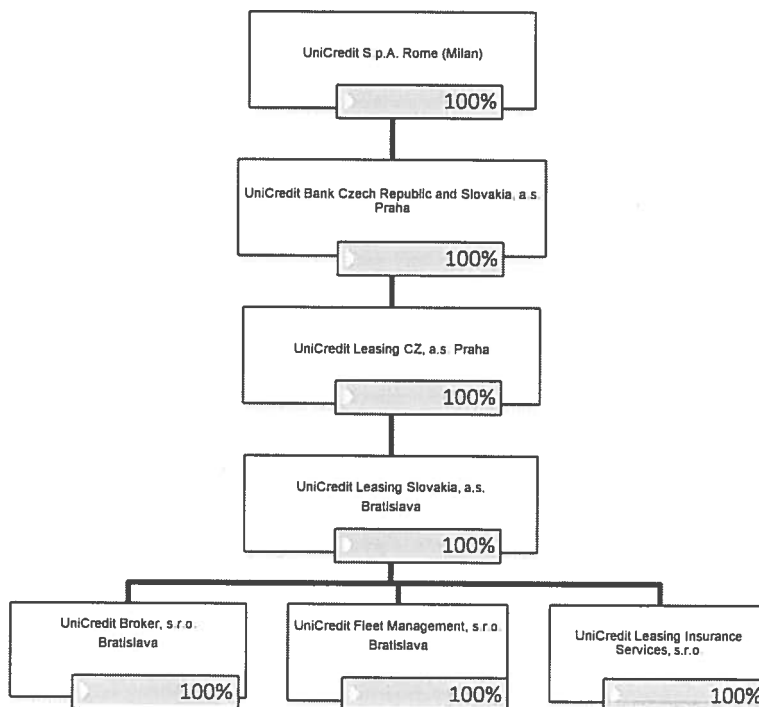 UniCredit S p.A. Rome (Milan)
100%
UniCredit Bank Czech Republic and Slovakia, a.s.
Praha
100%
UniCredit Leasing CZ, a.s. Praha
100%
UniCredit Leasing Slovakia, a.s.
Bratislava
100%
UniCredit Broker, s.r.o.
Bratislava
100%
UniCredit Fleet Management, s.r.o.
Bratislava
100%
UniCredit Leasing Insurance
Services, s.r.o.
100%